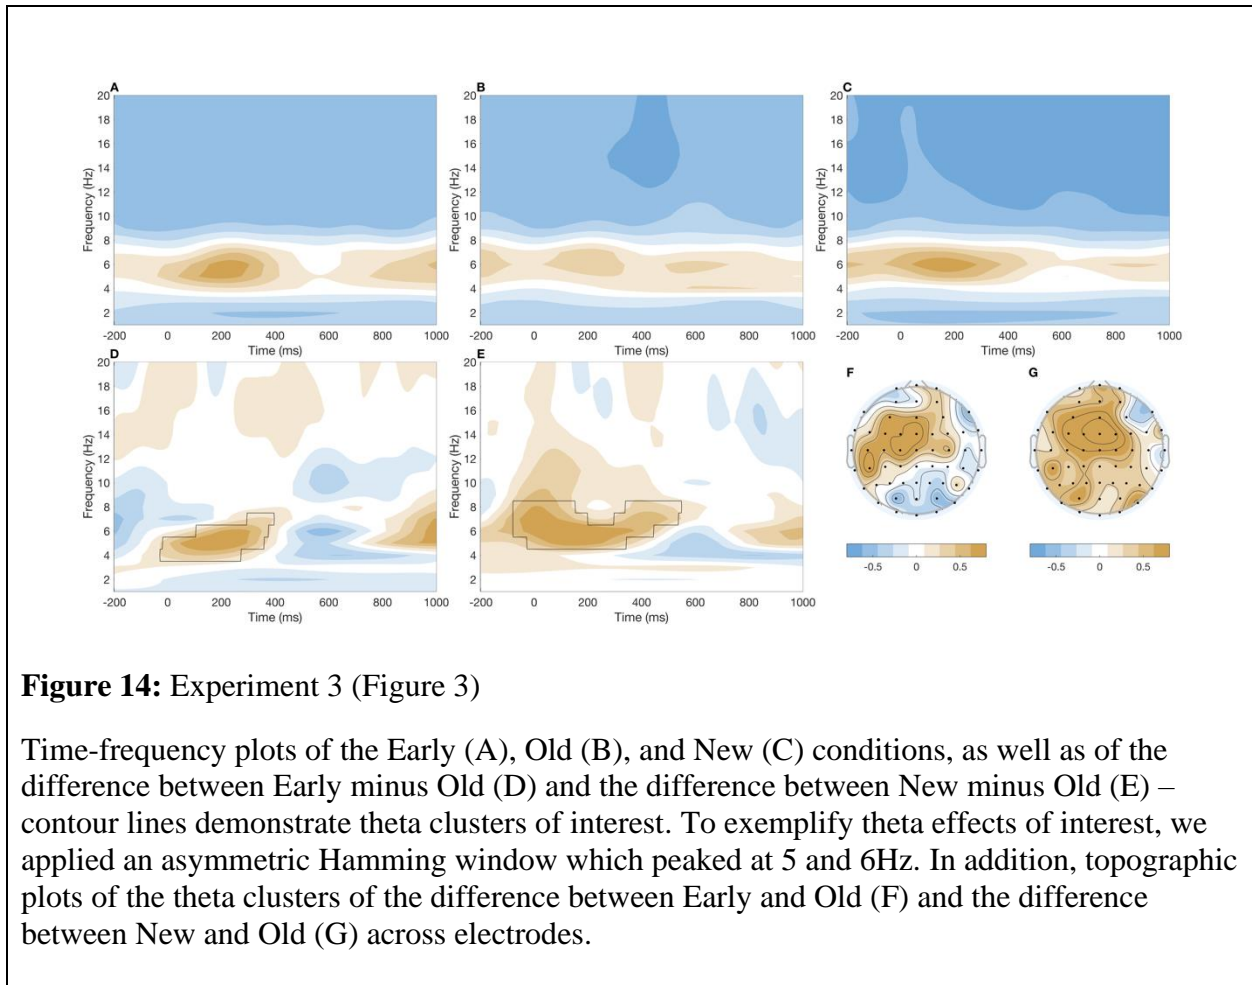 A
B
C
20
18
16
14
12
10
8
6
4
2
Frequency (Hz)
-200 0 200 400 600 800 1000
Time (ms)
20
18
16
14
12
10
8
6
4
2
Frequency (Hz)
-200 0 200 400 600 800 1000
Time (ms)
20
18
16
14
12
10
8
6
4
2
Frequency (Hz)
-200 0 200 400 600 800 1000
Time (ms)
D
E
F
G
20
18
16
14
12
10
8
6
4
2
Frequency (Hz)
-200 0 200 400 600 800 1000
Time (ms)
20
18
16
14
12
10
8
6
4
2
Frequency (Hz)
-200 0 200 400 600 800 1000
Time (ms)
-0.5 0 0.5
-0.5 0 0.5
Figure 14: Experiment 3 (Figure 3)
Time-frequency plots of the Early (A), Old (B), and New (C) conditions, as well as of the
difference between Early minus Old (D) and the difference between New minus Old (E) –
contour lines demonstrate theta clusters of interest. To exemplify theta effects of interest, we
applied an asymmetric Hamming window which peaked at 5 and 6Hz. In addition, topographic
plots of the theta clusters of the difference between Early and Old (F) and the difference
between New and Old (G) across electrodes.